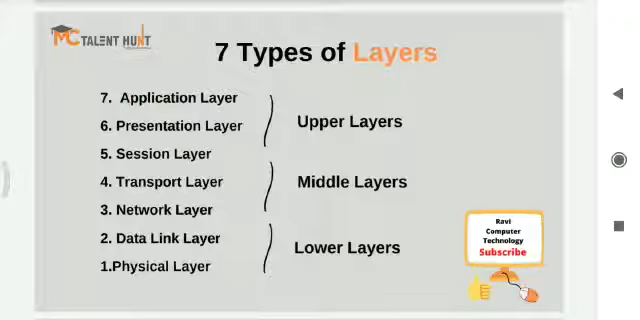 MC TALENT HUNT
7 Types of Layers
7. Application Layer
6. Presentation Layer
5. Session Layer
4. Transport Layer
3. Network Layer
2. Data Link Layer
1.Physical Layer
Upper Layers
Middle Layers
Lower Layers
Ravi
Computer
Technology
Subscribe